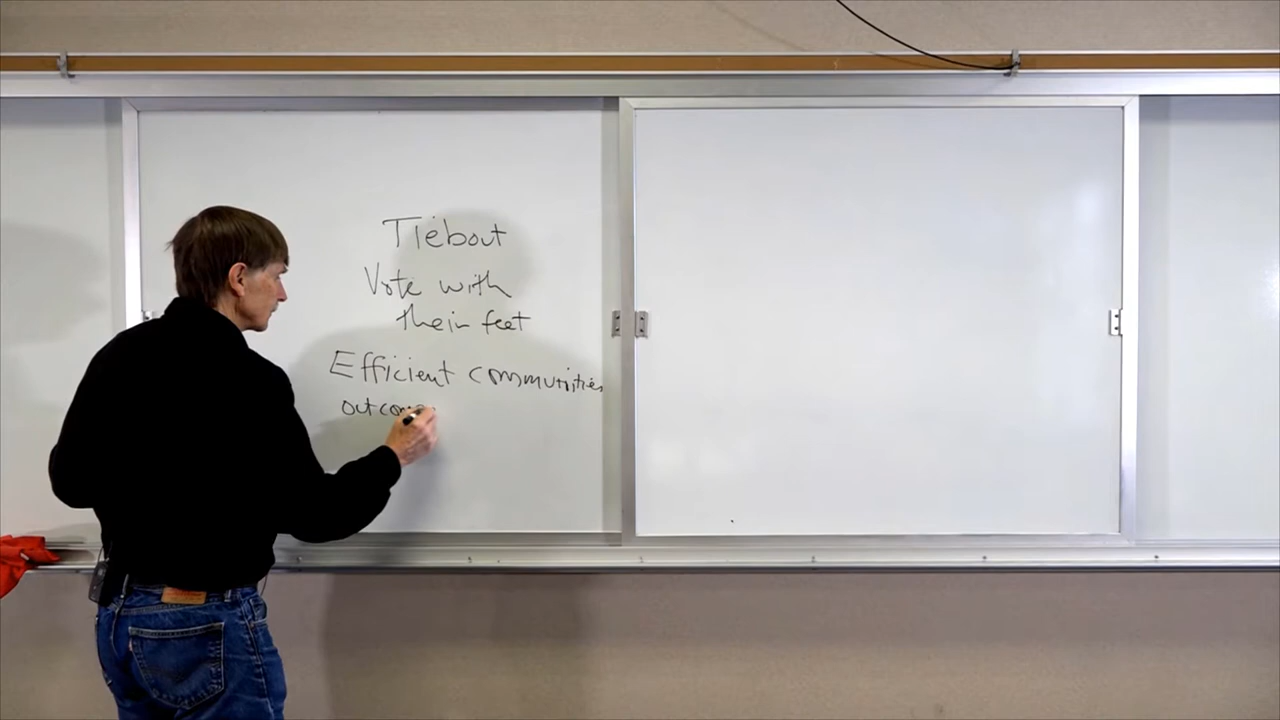 Tiebout
Vote with
their feet
Efficient communities